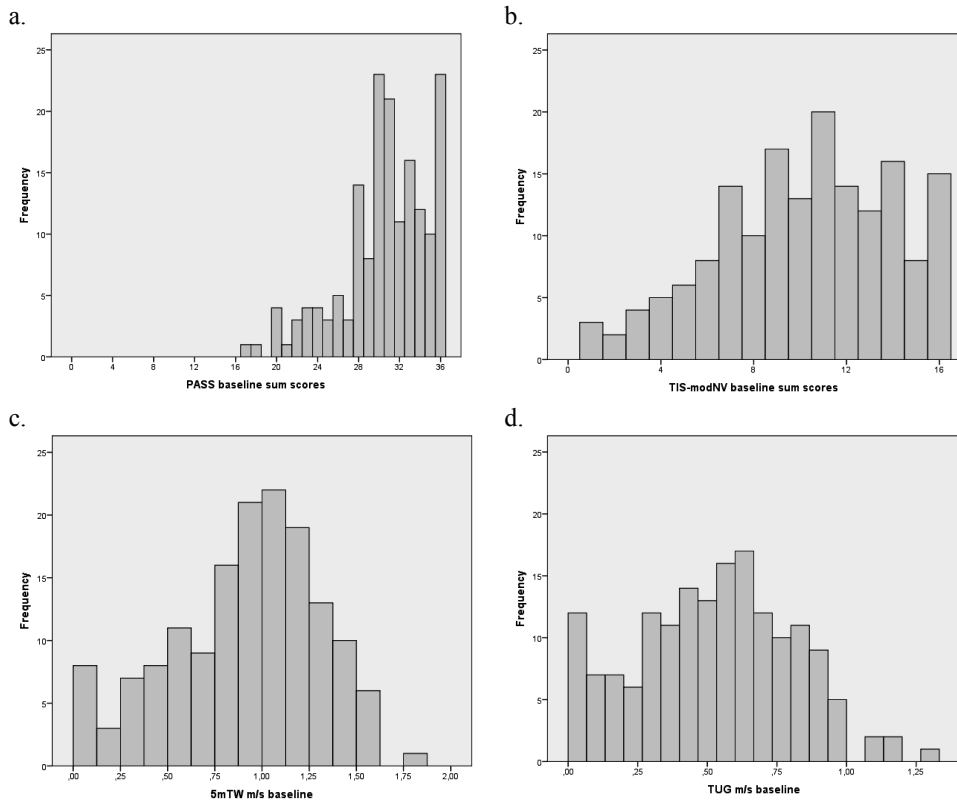 a.
25
20
15
10
5
0
Frequency
0 4 8 12 16 20 24 28 32 36
PASS baseline sum scores
b.
25
20
15
10
5
0
Frequency
0 4 8 12 16
TIS-modNV baseline sum scores
c.
25
20
15
10
5
0
Frequency
,00 ,25 ,50 ,75 1,00 1,25 1,50 1,75 2,00
5mTW m/s baseline
d.
25
20
15
10
5
0
Frequency
,00 ,25 ,50 ,75 1,00 1,25
TUG m/s baseline